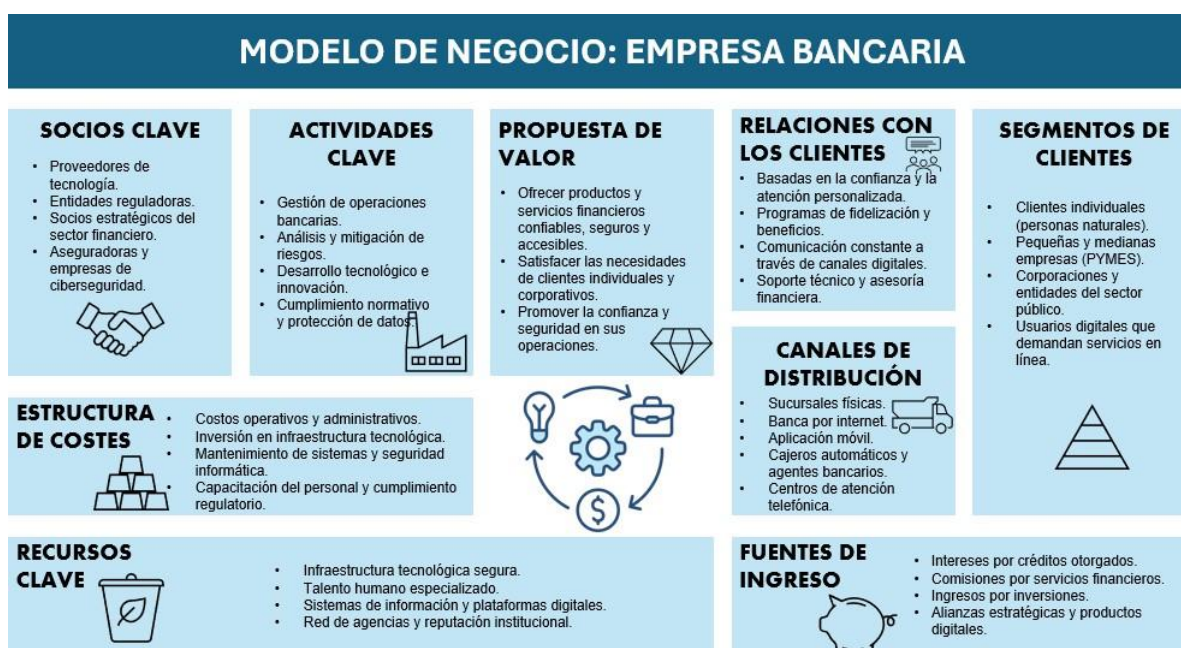 MODELO DE NEGOCIO: EMPRESA BANCARIA
SOCIOS CLAVE
• Proveedores de
tecnología.
• Entidades reguladoras.
• Socios estratégicos del
sector financiero.
• Aseguradoras y
empresas de
ciberseguridad.
ACTIVIDADES
CLAVE
• Gestión de operaciones
bancarias.
• Análisis y mitigación de
riesgos.
• Desarrollo tecnológico e
innovación.
• Cumplimiento normativo
y protección de datos.
PROPUESTA DE
VALOR
• Ofrecer productos y
servicios financieros
confiables, seguros y
accesibles.
• Satisfacer las necesidades
de clientes individuales y
corporativos.
• Promover la confianza y
seguridad en sus
operaciones.
RELACIONES CON
LOS CLIENTES
• Basadas en la confianza y la
atención personalizada.
• Programas de fidelización y
beneficios.
• Comunicación constante a
través de canales digitales.
• Soporte técnico y asesoría
financiera.
CANALES DE
DISTRIBUCIÓN
• Sucursales físicas.
• Banca por internet.
• Aplicación móvil.
• Cajeros automáticos y
agentes bancarios.
• Centros de atención
telefónica.
SEGMENTOS DE
CLIENTES
• Clientes individuales
(personas naturales).
• Pequeñas y medianas
empresas (PYMES).
• Corporaciones y
entidades del sector
público.
• Usuarios digitales que
demandan servicios en
línea.
ESTRUCTURA
DE COSTES
• Costos operativos y administrativos.
• Inversión en infraestructura tecnológica.
• Mantenimiento de sistemas y seguridad
informática.
• Capacitación del personal y cumplimiento
regulatorio.
$
RECURSOS
CLAVE
• Infraestructura tecnológica segura.
• Talento humano especializado.
• Sistemas de información y plataformas digitales.
• Red de agencias y reputación institucional.
FUENTES DE
INGRESO
• Intereses por créditos otorgados.
• Comisiones por servicios financieros.
• Ingresos por inversiones.
• Alianzas estratégicas y productos
digitales.